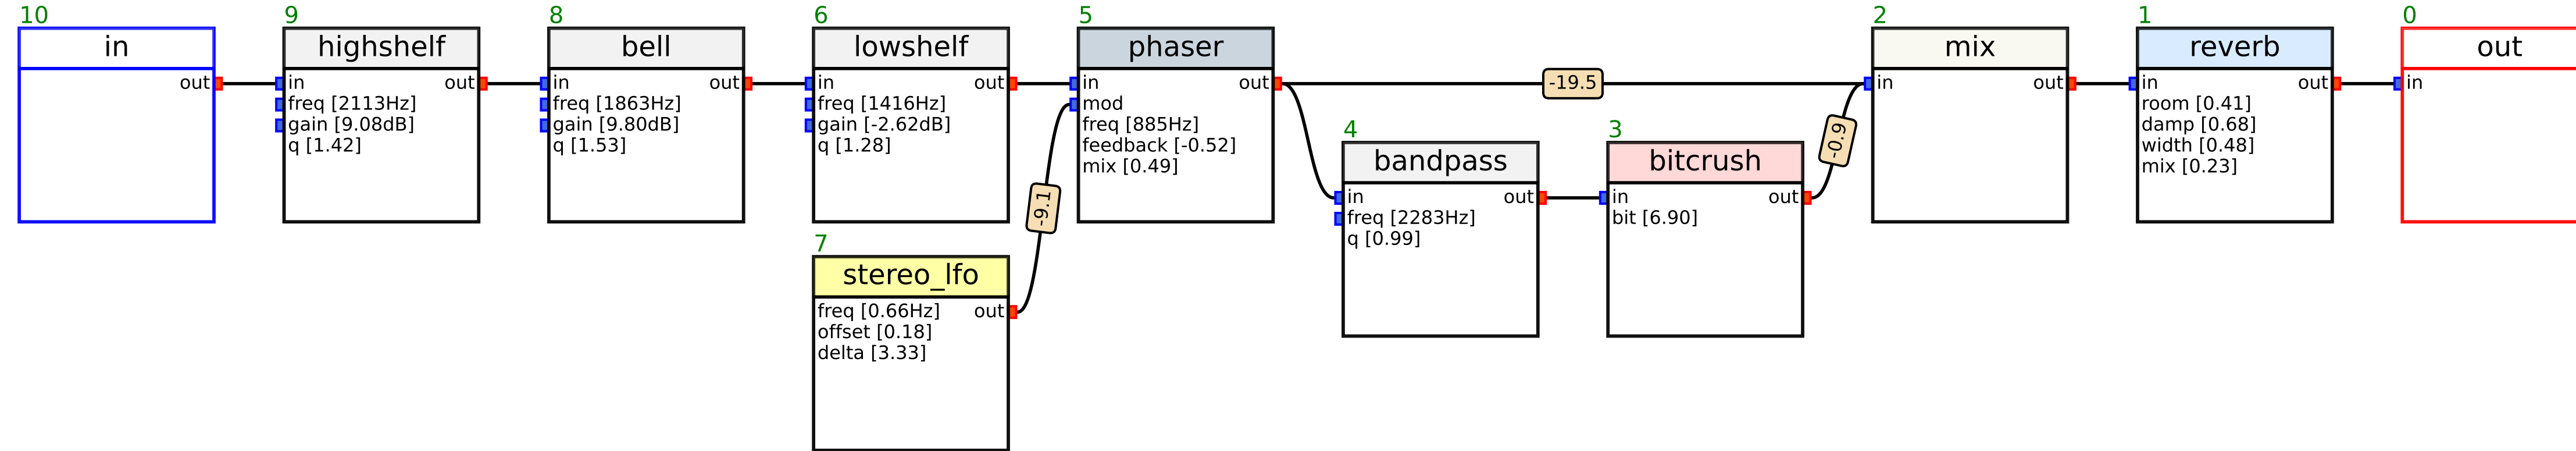 10
in
out
9
highshelf
in out
freq [2113Hz]
gain [9.08dB]
q [1.42]
8
bell
in out
freq [1863Hz]
gain [9.80dB]
q [1.53]
6
lowshelf
in out
freq [1416Hz]
gain [-2.62dB]
q [1.28]
7
stereo_lfo
freq [0.66Hz] out
offset [0.18]
delta [3.33]
-9.1
5
phaser
in out
mod
freq [885Hz]
feedback [-0.52]
mix [0.49]
-19.5
4
bandpass
in out
freq [2283Hz]
q [0.99]
3
bitcrush
in out
bit [6.90]
-0.9
2
mix
in out
1
reverb
in out
room [0.41]
damp [0.68]
width [0.48]
mix [0.23]
0
out
in